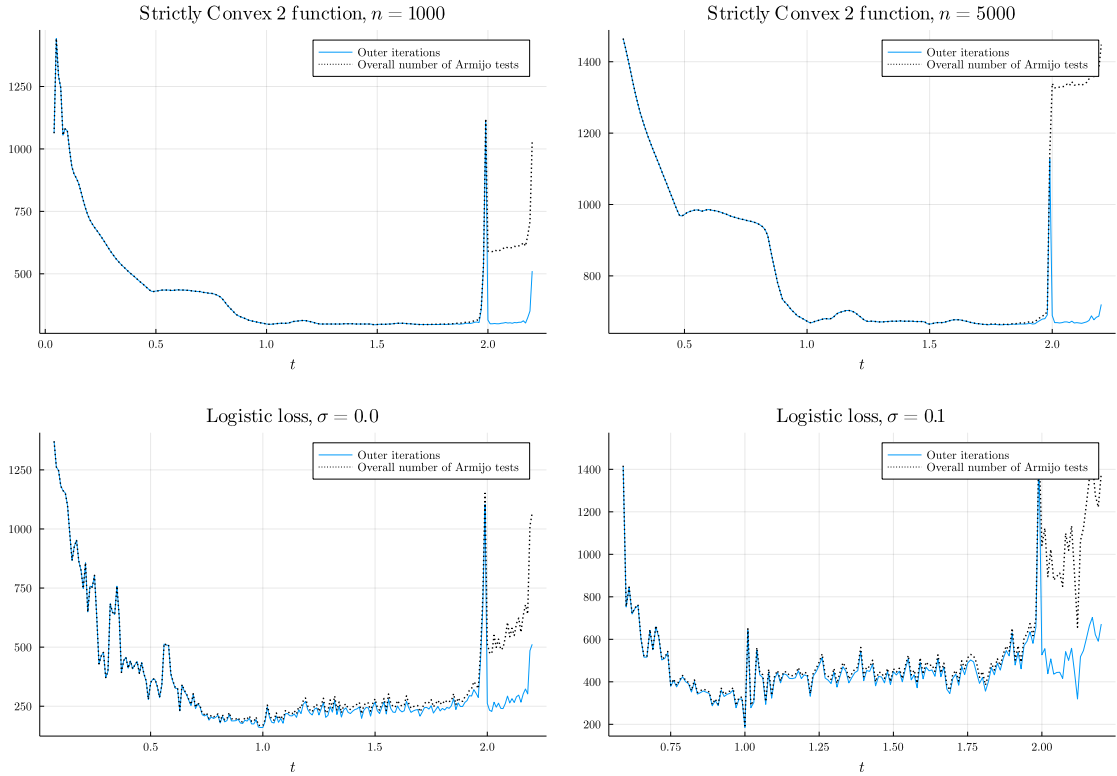 Strictly Convex 2 function, n = 1000
Outer iterations
Overall number of Armijo tests
1250
1000
750
500
0.0 0.5 1.0 1.5 2.0
t
Strictly Convex 2 function, n = 5000
Outer iterations
Overall number of Armijo tests
1400
1200
1000
800
0.5 1.0 1.5 2.0
t
Logistic loss, σ = 0.0
Outer iterations
Overall number of Armijo tests
1250
1000
750
500
250
0.5 1.0 1.5 2.0
t
Logistic loss, σ = 0.1
Outer iterations
Overall number of Armijo tests
1400
1200
1000
800
600
400
200
0.75 1.00 1.25 1.50 1.75 2.00
t